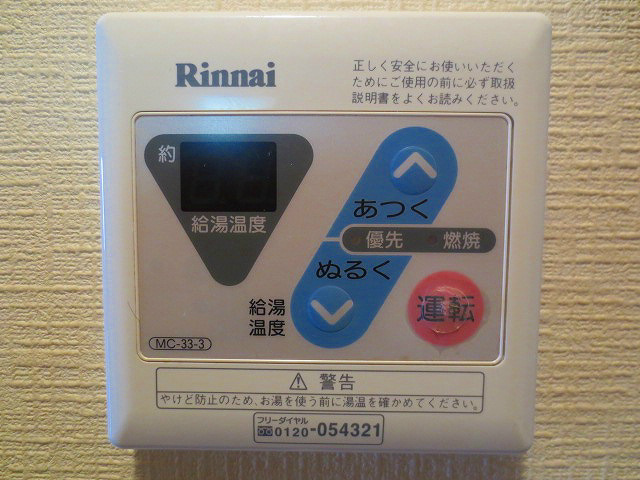 Rinnai
正しく安全にお使いいただく
ためにご使用の前に必ず取扱
説明書をよくお読みください。
約
給湯温度
あつく
優先 燃焼
ぬるく
給湯
温度
運転
MC-33-3
警告
やけど防止のため、お湯を使う前に湯温を確かめてください。
フリーダイヤル
0120-054321